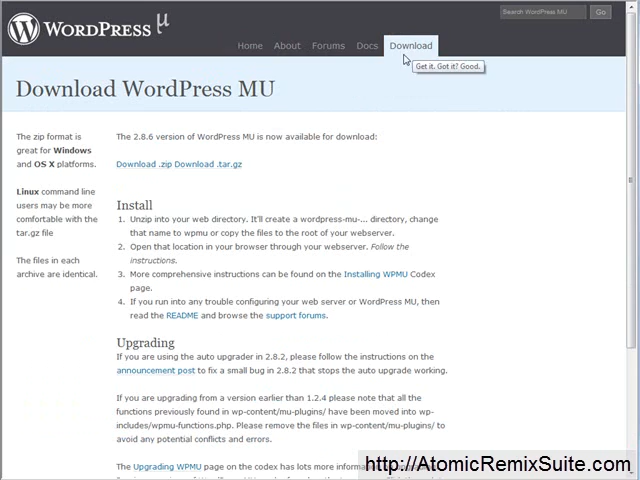 WORDPRESS µ
Search WordPress MU
Go
Home About Forums Docs Download
Get it. Got it? Good.
Download WordPress MU
The zip format is
great for Windows
and OS X platforms.
Linux command line
users may be more
comfortable with the
tar.gz file
The files in each
archive are identical.
The 2.8.6 version of WordPress MU is now available for download:
Download .zip Download .tar.gz
Install
1. Unzip into your web directory. It'll create a wordpress-mu-... directory, change
that name to wpmu or copy the files to the root of your webserver.
2. Open that location in your browser through your webserver. Follow the
instructions.
3. More comprehensive instructions can be found on the Installing WPMU Codex
page.
4. If you run into any trouble configuring your web server or WordPress MU, then
read the README and browse the support forums.
Upgrading
If you are using the auto upgrader in 2.8.2, please follow the instructions on the
announcement post to fix a small bug in 2.8.2 that stops the auto upgrade working.
If you are upgrading from a version earlier than 1.2.4 please note that all the
functions previously found in wp-content/mu-plugins/ have been moved into wp-
includes/wpmu-functions.php. Please remove the files in wp-content/mu-plugins/ to
avoid any potential conflicts and errors.
The Upgrading WPMU page on the codex has lots more information
http://AtomicRemixSuite.com